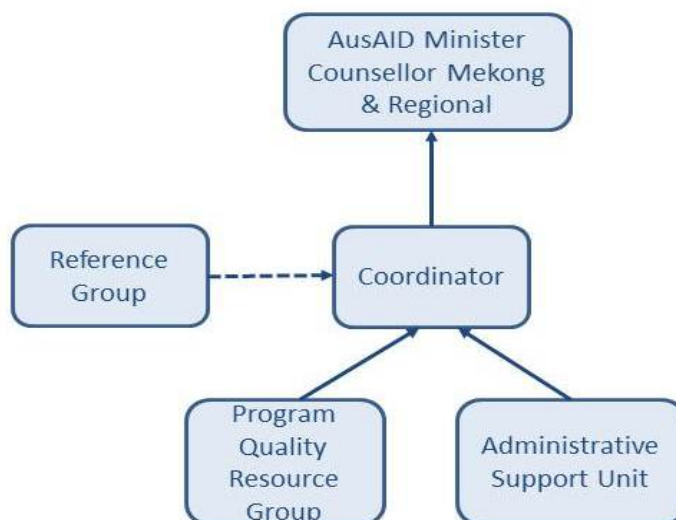 AusAID Minister
Counsellor Mekong
& Regional
Reference
Group
Coordinator
Program
Quality
Resource
Group
Administrative
Support Unit